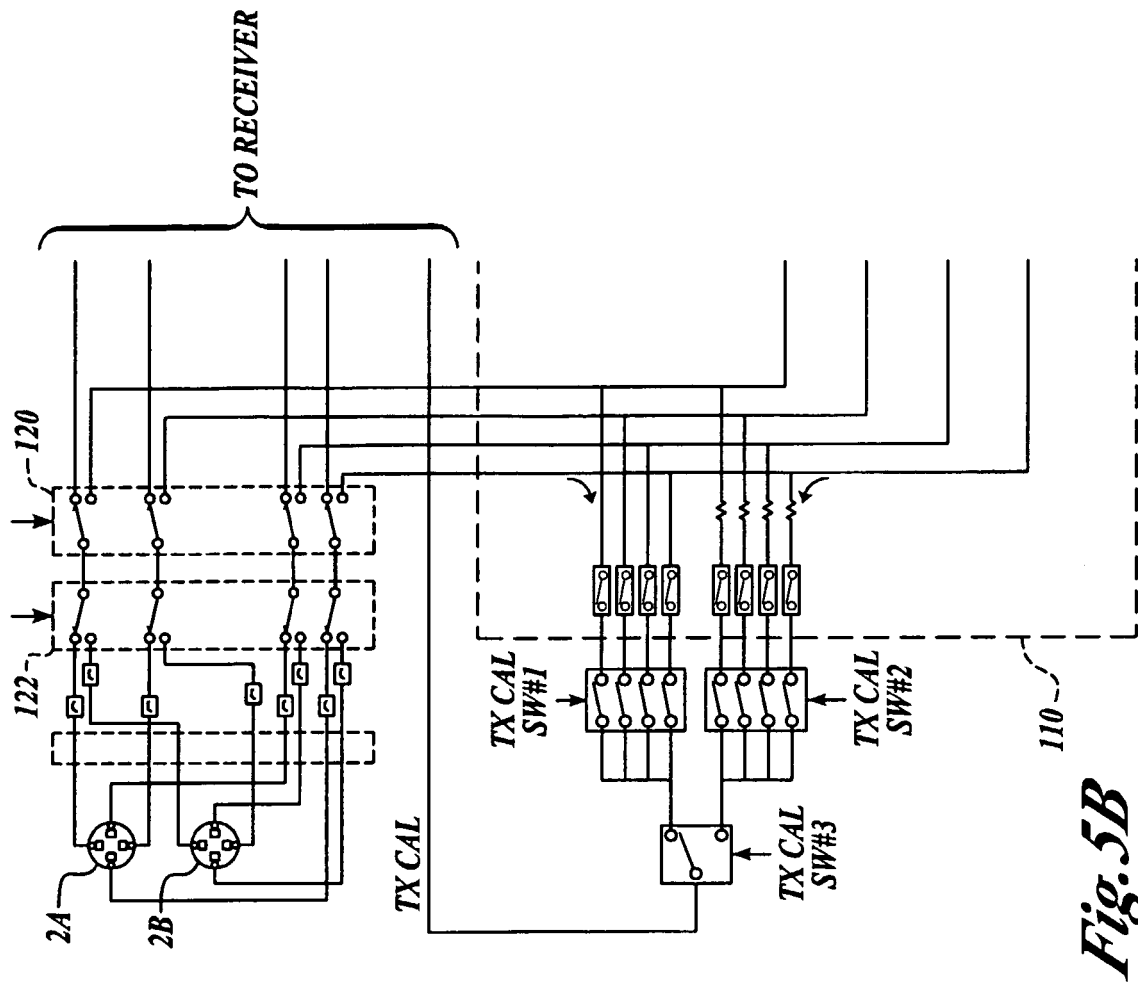 TO RECEIVER
120
122
2A
2B
TX CAL
TX CAL
SW#1
TX CAL
SW#2
TX CAL
SW#3
110
Fig. 5B